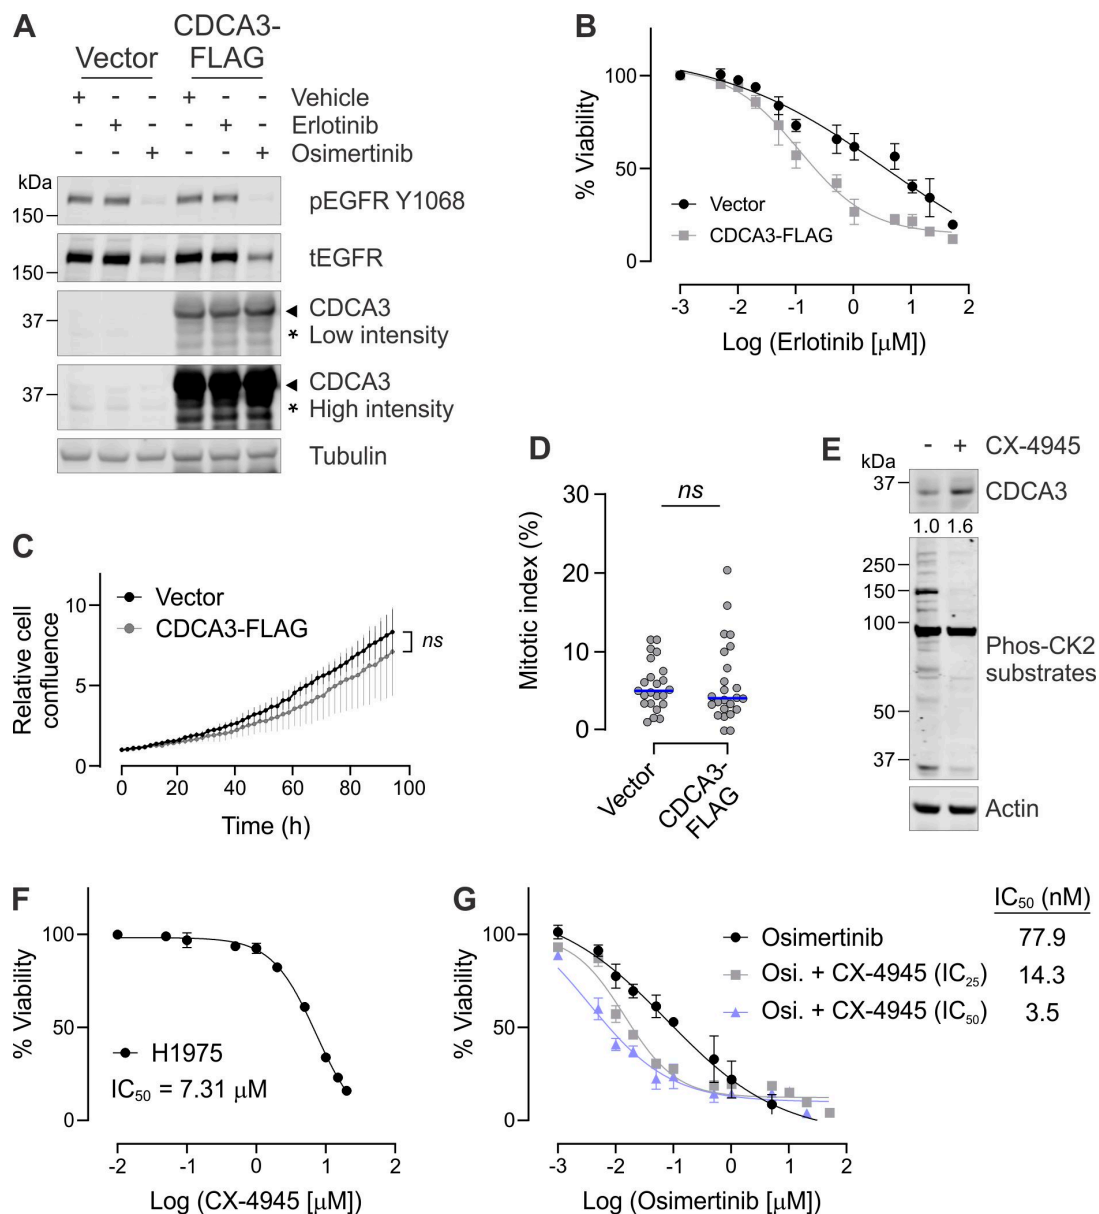 A
Vector
CDCA3-
FLAG
+ - - + - - Vehicle
- + - - + - Erlotinib
- - + - - + Osimertinib
kDa
150
pEGFR Y1068
150
tEGFR
37
◄ CDCA3
* Low intensity
37
◄ CDCA3
* High intensity
Tubulin
B
% Viability
100
50
0
Vector
CDCA3-FLAG
-3 -2 -1 0 1 2
Log (Erlotinib [µM])
C
Relative cell
confluence
10
5
0
Vector
CDCA3-FLAG
ns
0 20 40 60 80 100
Time (h)
D
Mitotic index (%)
30
20
10
0
ns
Vector
CDCA3-
FLAG
E
- + CX-4945
kDa
37
CDCA3
1.0 1.6
250
150
100
50
37
Phos-CK2
substrates
Actin
F
% Viability
100
50
0
H1975
IC50 = 7.31 µM
-2 -1 0 1 2
Log (CX-4945 [µM])
G
% Viability
100
50
0
IC50 (nM)
Osimertinib 77.9
Osi. + CX-4945 (IC25) 14.3
Osi. + CX-4945 (IC50) 3.5
-3 -2 -1 0 1 2
Log (Osimertinib [µM])